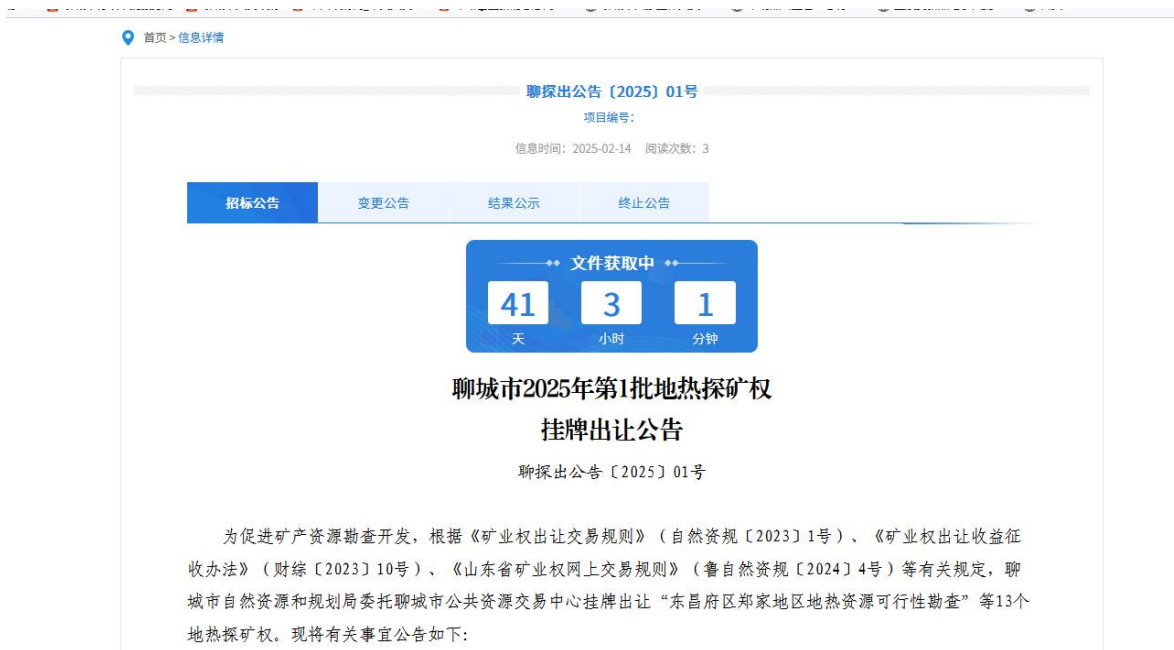 首页>信息详情
聊探出公告〔2025〕01号
项目编号：
信息时间：2025-02-14 阅读次数：3
招标公告 变更公告 结果公示 终止公告
文件获取中
41 3 1
天 小时 分钟
聊城市2025年第1批地热探矿权
挂牌出让公告
聊探出公告〔2025〕01号
为促进矿产资源勘查开发，根据《矿业权出让交易规则》（自然资规〔2023〕1号）、《矿业权出让收益征
收办法》（财综〔2023〕10号）、《山东省矿业权网上交易规则》（鲁自然资规〔2024〕4号）等有关规定，聊
城市自然资源和规划局委托聊城市公共资源交易中心挂牌出让“东昌府区郑家地区地热资源可行性勘查”等13个
地热探矿权。现将有关事宜公告如下：